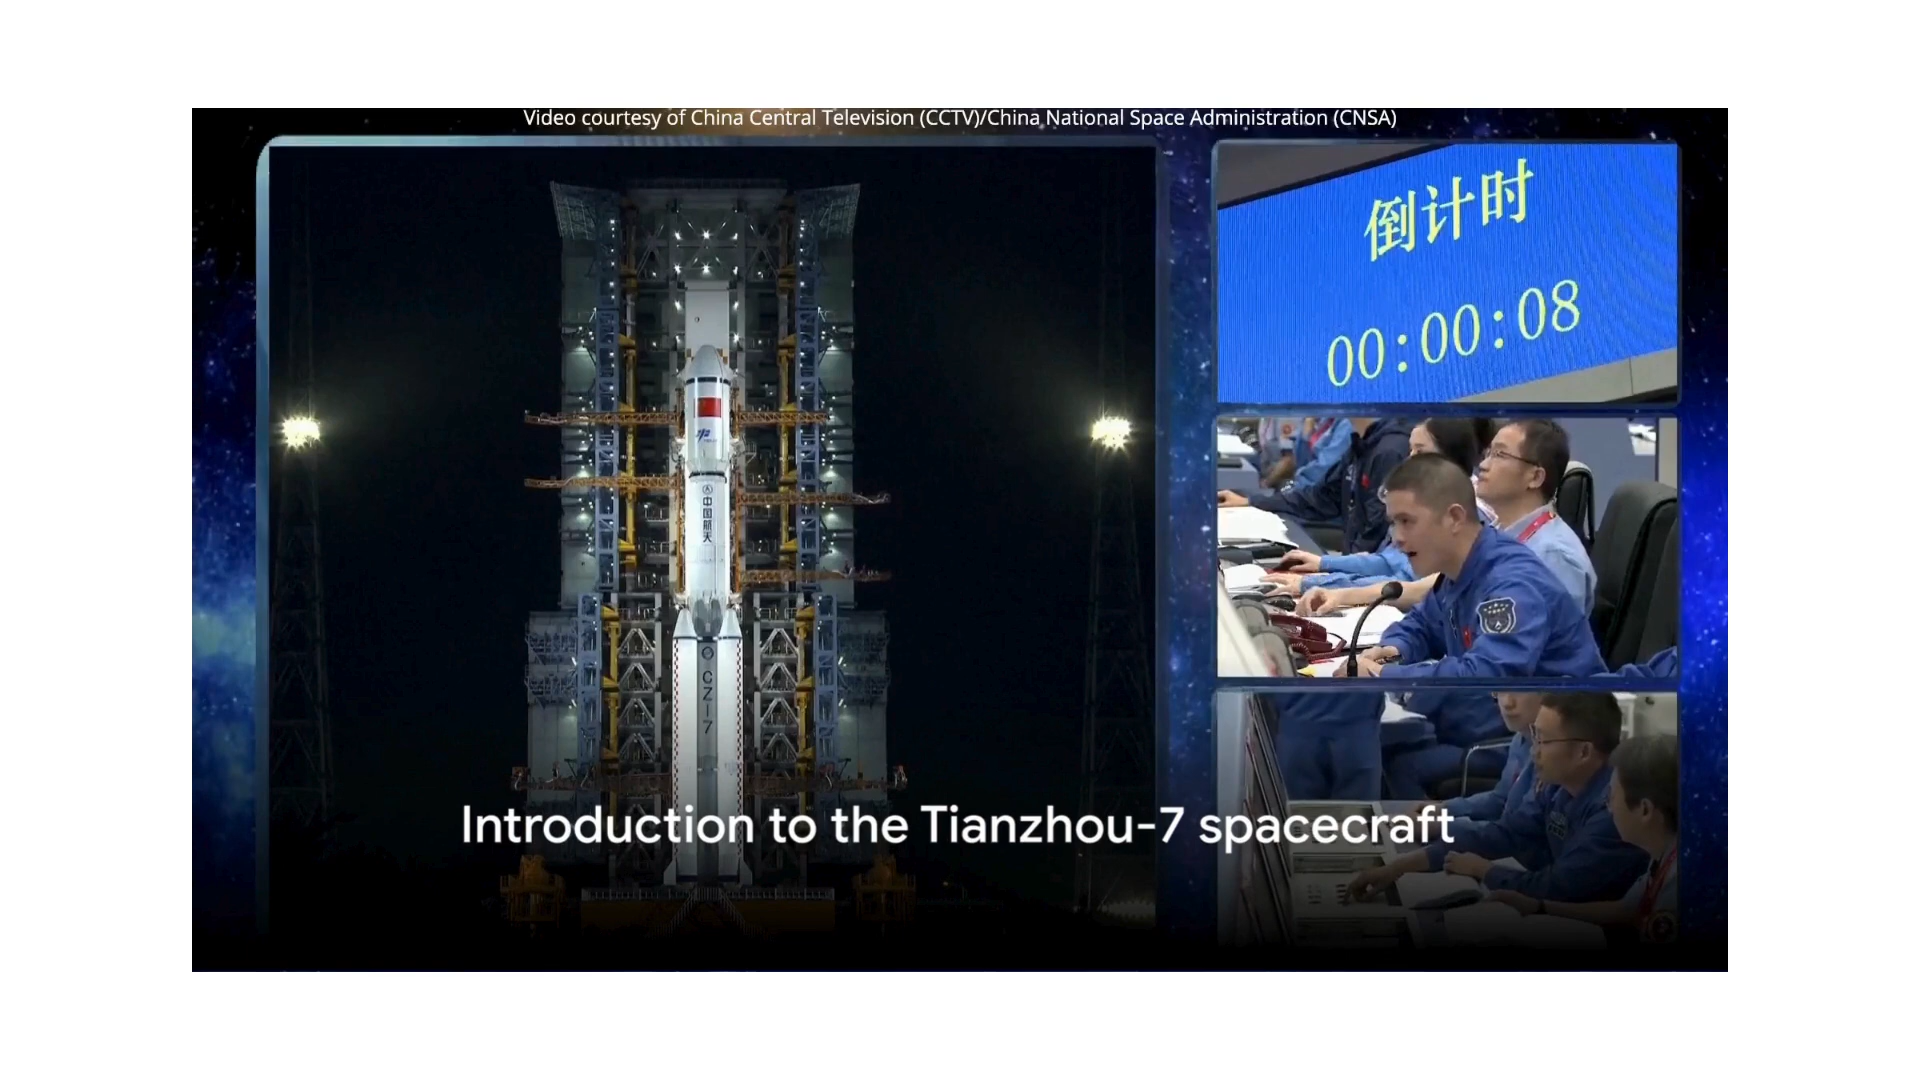 Video courtesy of China Central Television (CCTV)/China National Space Administration (CNSA)
倒计时
00:00:08
中国航天
CZ-7
Introduction to the Tianzhou-7 spacecraft